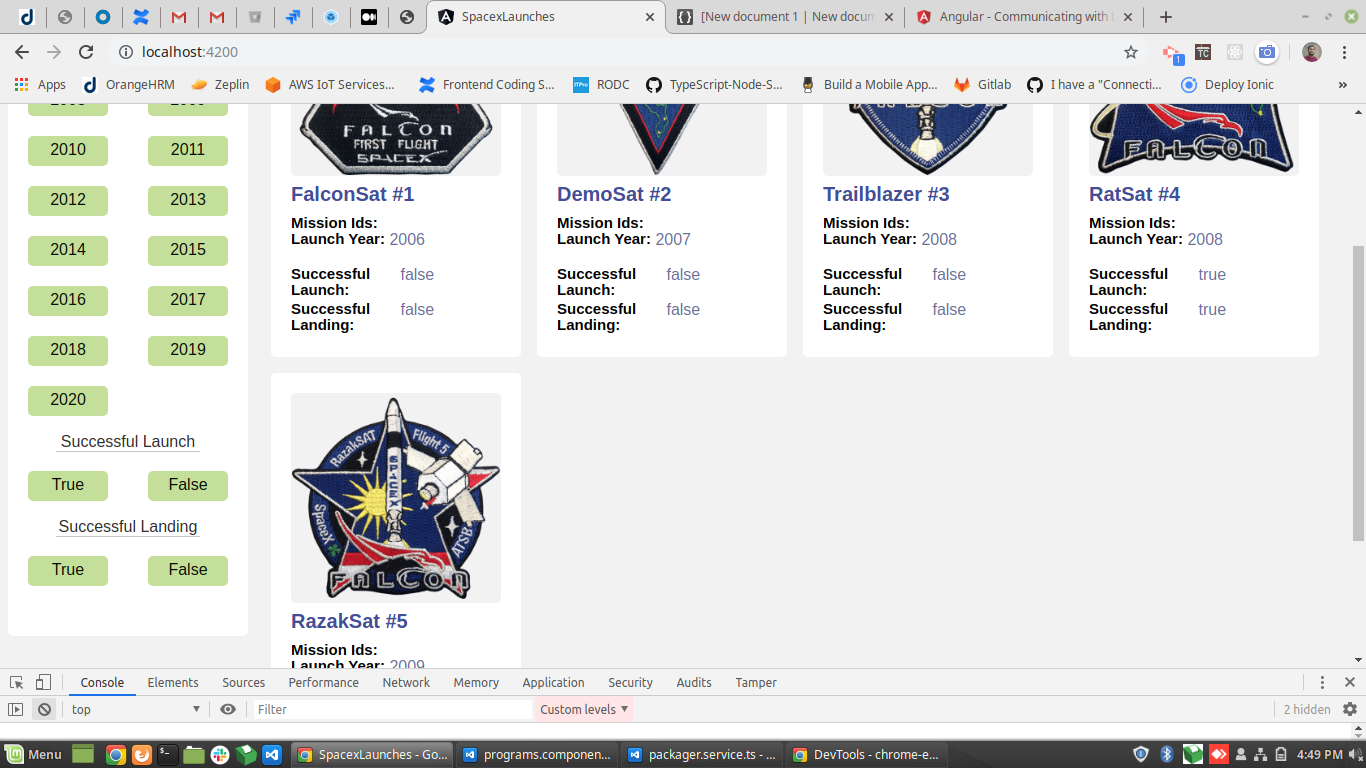 SpacexLaunches
[New document 1 | New docum
Angular - Communicating with b
localhost:4200
TC
1
Apps
OrangeHRM
Zeplin
AWS IoT Services...
Frontend Coding S...
ITPro
RODC
TypeScript-Node-S...
Build a Mobile App...
Gitlab
I have a "Connecti...
Deploy Ionic
»
2010
2011
2012
2013
2014
2015
2016
2017
2018
2019
2020
Successful Launch
True
False
Successful Landing
True
False
FALCON
FIRST FLIGHT
SPACEX
FalconSat #1
Mission Ids:
Launch Year: 2006
Successful false
Launch:
Successful false
Landing:
DemoSat #2
Mission Ids:
Launch Year: 2007
Successful false
Launch:
Successful false
Landing:
Trailblazer #3
Mission Ids:
Launch Year: 2008
Successful false
Launch:
Successful false
Landing:
FALCON
RatSat #4
Mission Ids:
Launch Year: 2008
Successful true
Launch:
Successful true
Landing:
RazakSAT
Flight 5
SPACEX
SpaceX
ATSB
FALCON
RazakSat #5
Mission Ids:
Launch Year: 2009
Console
Elements
Sources
Performance
Network
Memory
Application
Security
Audits
Tamper
top
Filter
Custom levels
2 hidden
Menu
SpacexLaunches - Go...
programs.componen...
packager.service.ts - ...
DevTools - chrome-e...
4:49 PM